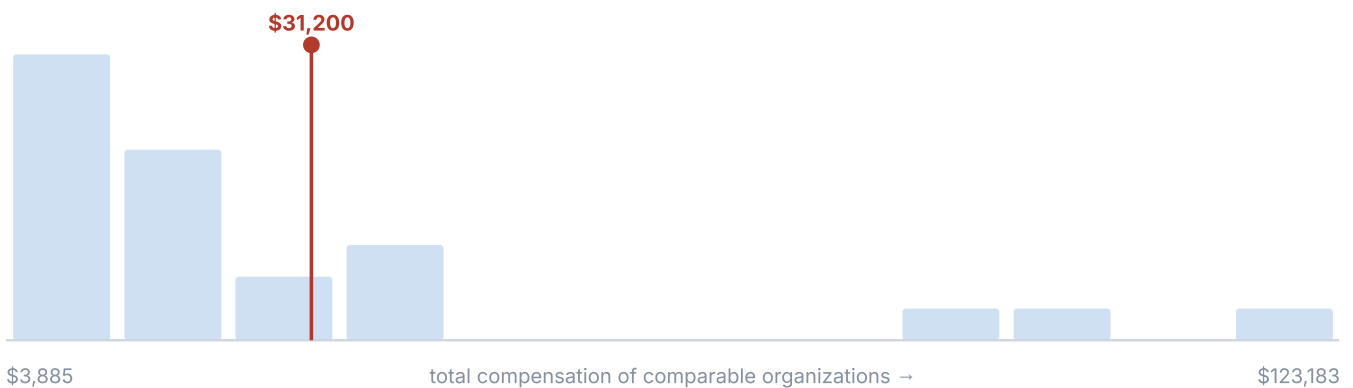 $31,200
$3,885
total compensation of comparable organizations →
$123,183